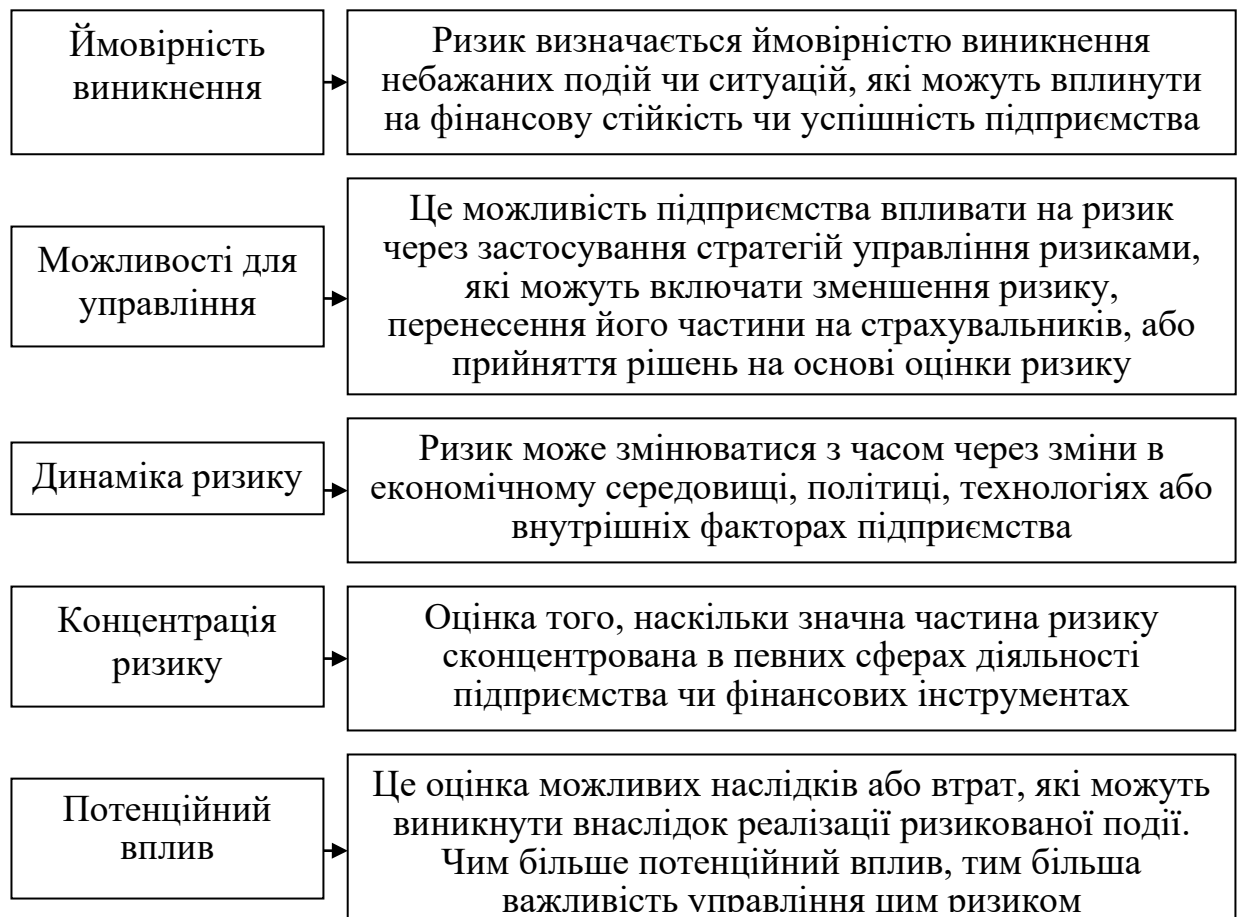 Ймовірність
виникнення
Ризик визначається ймовірністю виникнення
небажаних подій чи ситуацій, які можуть вплинути
на фінансову стійкість чи успішність підприємства
Можливості для
управління
Це можливість підприємства впливати на ризик
через застосування стратегій управління ризиками,
які можуть включати зменшення ризику,
перенесення його частини на страхувальників, або
прийняття рішень на основі оцінки ризику
Динаміка ризику
Ризик може змінюватися з часом через зміни в
економічному середовищі, політиці, технологіях або
внутрішніх факторах підприємства
Концентрація
ризику
Оцінка того, наскільки значна частина ризику
сконцентрована в певних сферах діяльності
підприємства чи фінансових інструментах
Потенційний
вплив
Це оцінка можливих наслідків або втрат, які можуть
виникнути внаслідок реалізації ризикованої події.
Чим більше потенційний вплив, тим більша
важливість управління цим ризиком